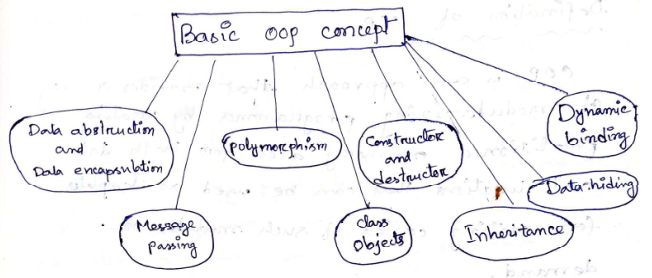 Basic oop concept
Data abstraction
and
Data encapsulation
Message
passing
polymorphism
class
objects
Constructor
and
destructor
Inheritance
Data-hiding
Dynamic
binding